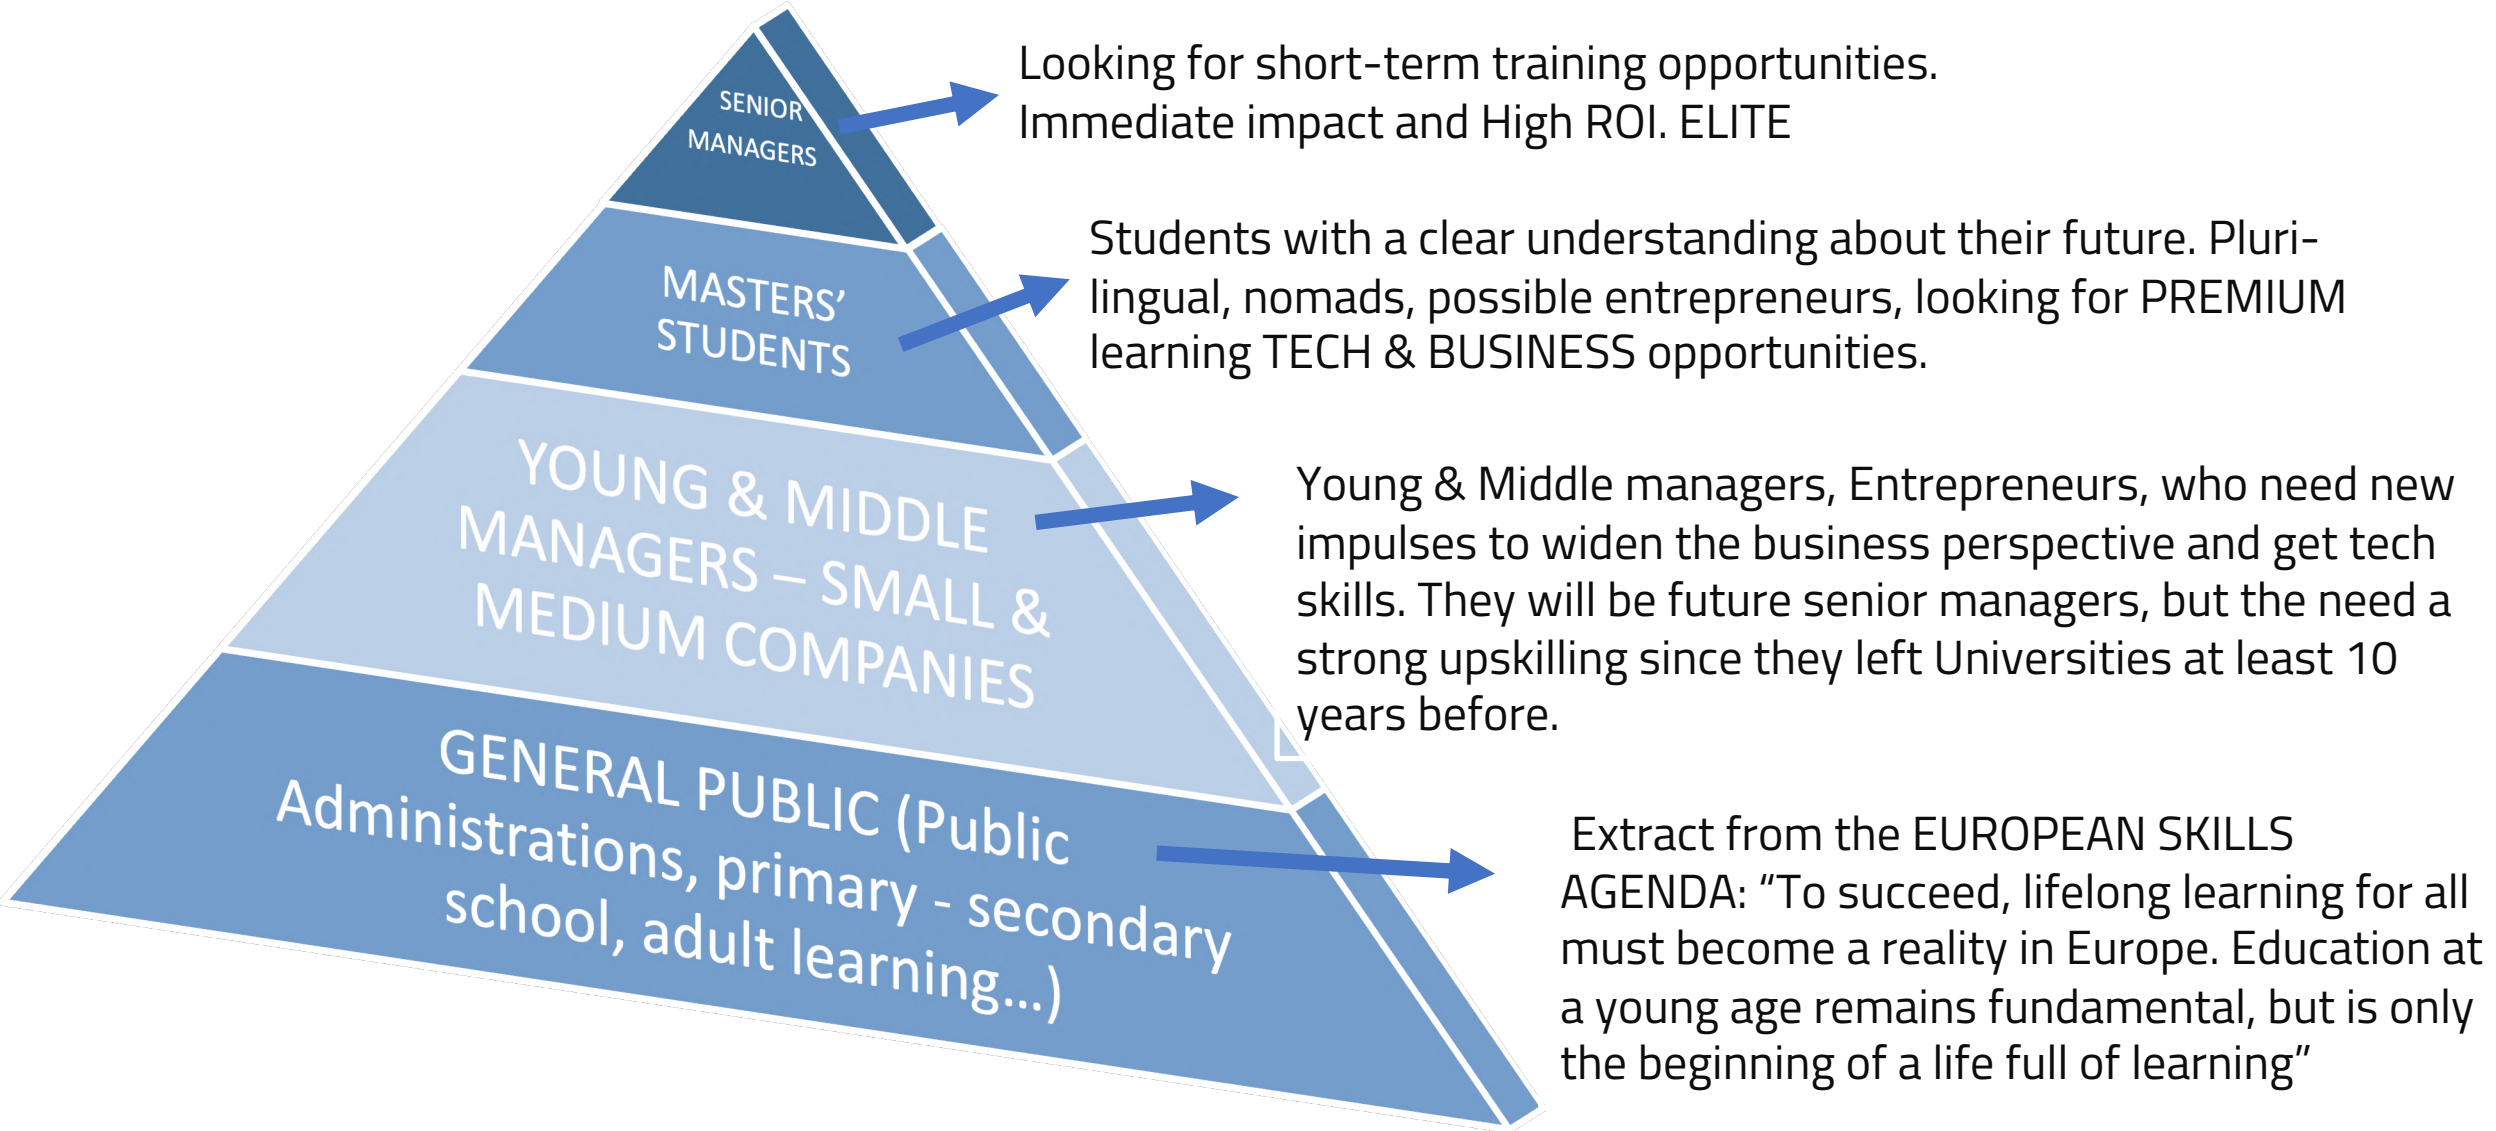 SENIOR
MANAGERS
Looking for short-term training opportunities.
Immediate impact and High ROI. ELITE
MASTERS’
STUDENTS
Students with a clear understanding about their future. Pluri-
lingual, nomads, possible entrepreneurs, looking for PREMIUM
learning TECH & BUSINESS opportunities.
YOUNG & MIDDLE
MANAGERS – SMALL &
MEDIUM COMPANIES
Young & Middle managers, Entrepreneurs, who need new
impulses to widen the business perspective and get tech
skills. They will be future senior managers, but the need a
strong upskilling since they left Universities at least 10
years before.
GENERAL PUBLIC (Public
Administrations, primary - secondary
school, adult learning…)
Extract from the EUROPEAN SKILLS
AGENDA: “To succeed, lifelong learning for all
must become a reality in Europe. Education at
a young age remains fundamental, but is only
the beginning of a life full of learning”